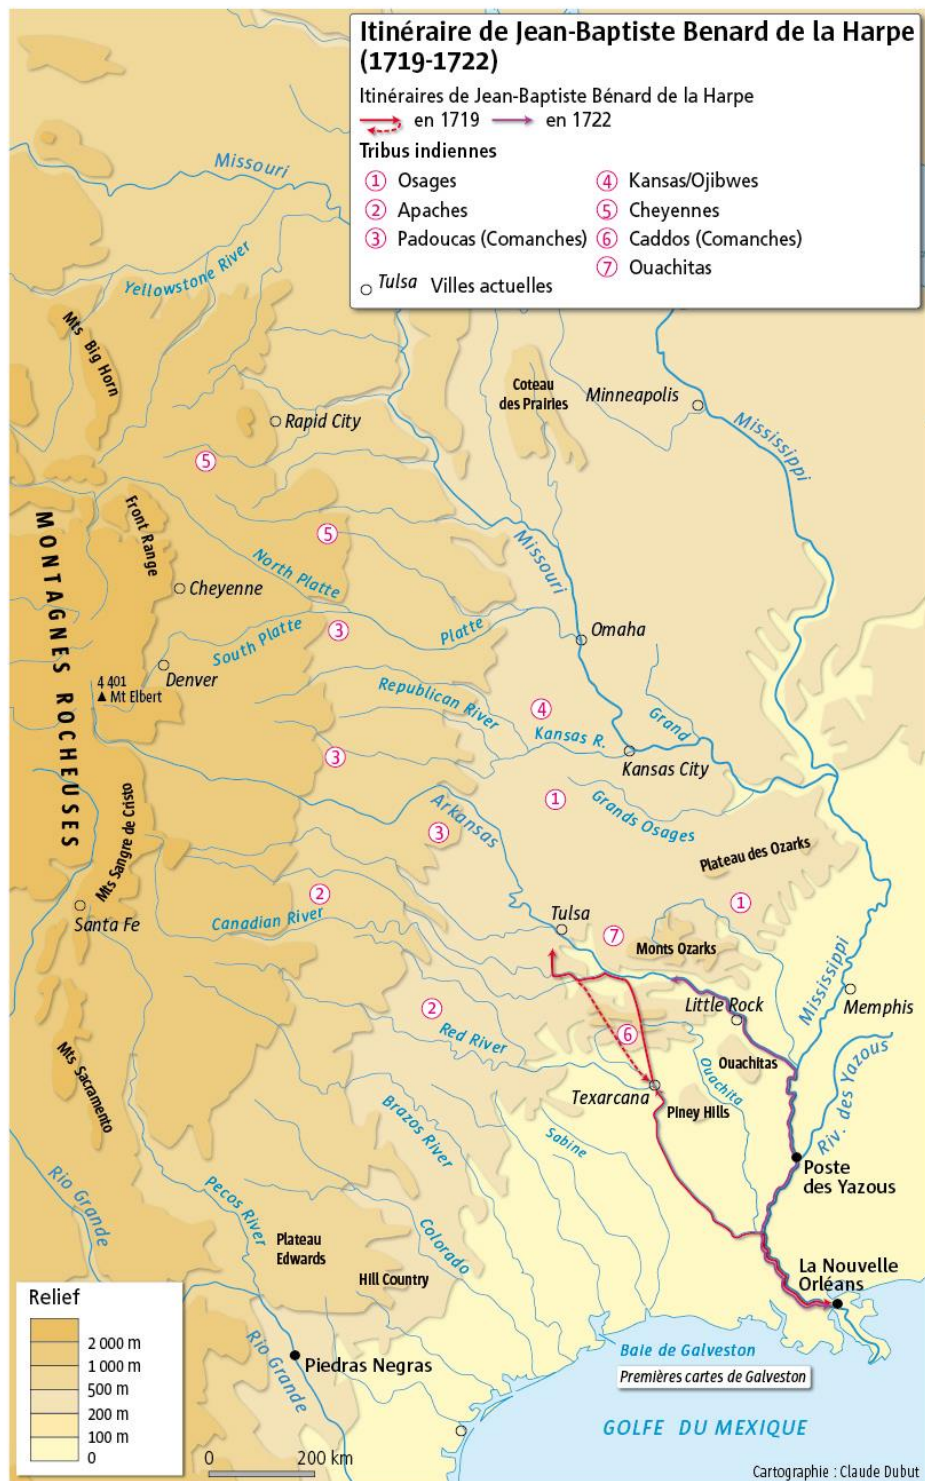 Itinéraire de Jean-Baptiste Benard de la Harpe
(1719-1722)
Itinéraires de Jean-Baptiste Bénard de la Harpe
en 1719 en 1722
Tribus indiennes
1 Osages
2 Apaches
3 Padoucas (Comanches)
4 Kansas/Ojibwes
5 Cheyennes
6 Caddos (Comanches)
7 Ouachitas
Tulsa Villes actuelles
Missouri
Yellowstone River
Mts Big Horn
Coteau
des Prairies
Minneapolis
Mississippi
Rapid City
5
5
MONTAGNES ROCHEUSES
Front Range
Cheyenne
North Platte
Missouri
South Platte
3
Platte
Omaha
Denver
4 401
Mt Elbert
Republican River
4
Kansas R.
Grand
Kansas City
3
Mts Sangre de Cristo
Arkansas
3
1
Grands Osages
Plateau des Ozarks
1
2
Santa Fe
Canadian River
Tulsa
7
Monts Ozarks
Mississippi
Memphis
Little Rock
2
Red River
6
Ouachitas
Ouachita
Riv. des Yazous
Mts Sacramento
Texarcana
Piney Hills
Brazos River
Sabine
Poste
des Yazous
Rio Grande
Pecos River
Plateau
Edwards
Colorado
Hill Country
La Nouvelle
Orléans
Relief
2 000 m
1 000 m
500 m
200 m
100 m
0
Rio Grande
Piedras Negras
Baie de Galveston
Premières cartes de Galveston
GOLFE DU MEXIQUE
0 200 km
Cartographie : Claude Dubut